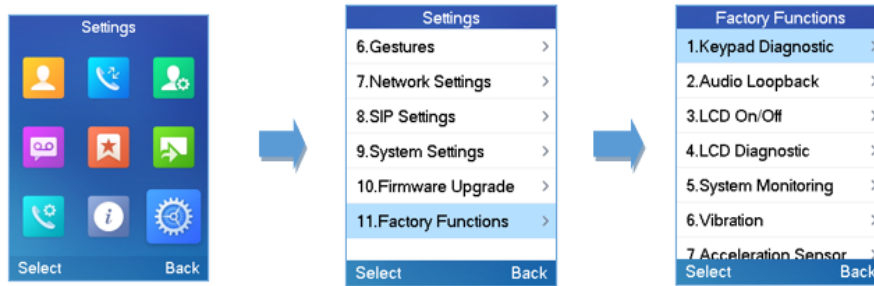 Settings
Select Back
Settings
6.Gestures
7.Network Settings
8.SIP Settings
9.System Settings
10.Firmware Upgrade
11.Factory Functions
Select Back
Factory Functions
1.Keypad Diagnostic
2.Audio Loopback
3.LCD On/Off
4.LCD Diagnostic
5.System Monitoring
6.Vibration
7.Acceleration Sensor
Select Back